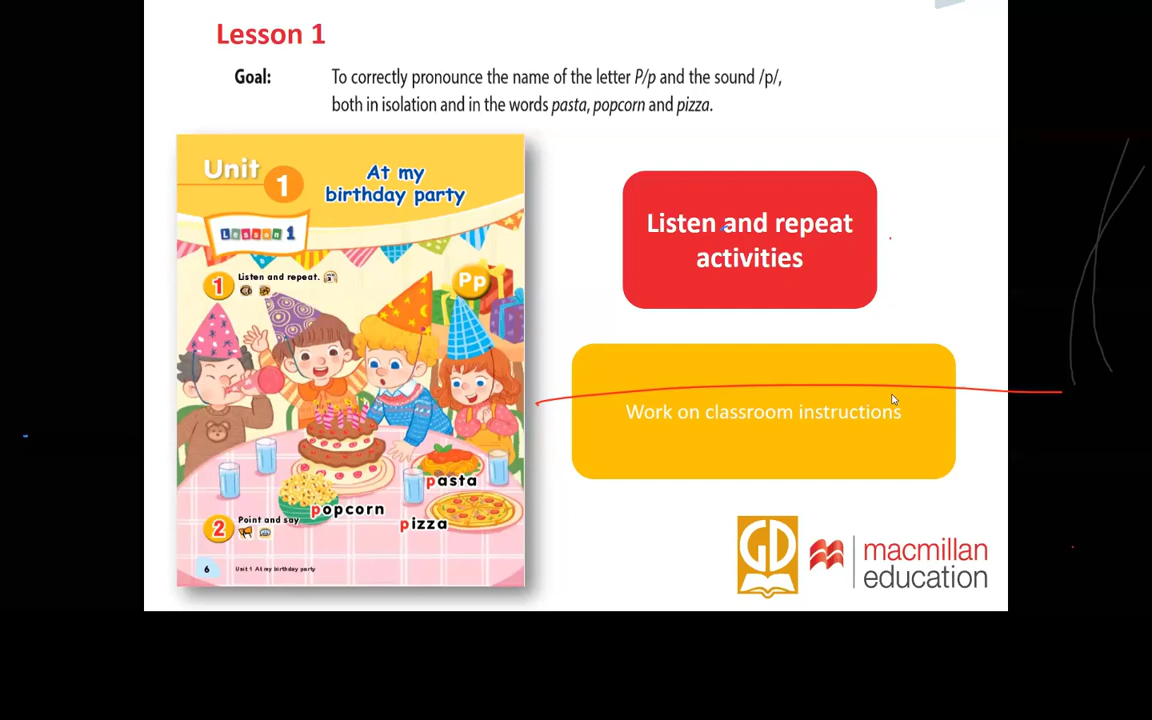 Lesson 1
Goal: To correctly pronounce the name of the letter P/p and the sound /p/,
both in isolation and in the words pasta, popcorn and pizza.
Unit 1
At my
birthday party
Lesson 1
1 Listen and repeat.
Pp
pasta
popcorn
pizza
2 Point and say
6 Unit 1 At my birthday party
Listen and repeat
activities
Work on classroom instructions
GD
macmillan
education